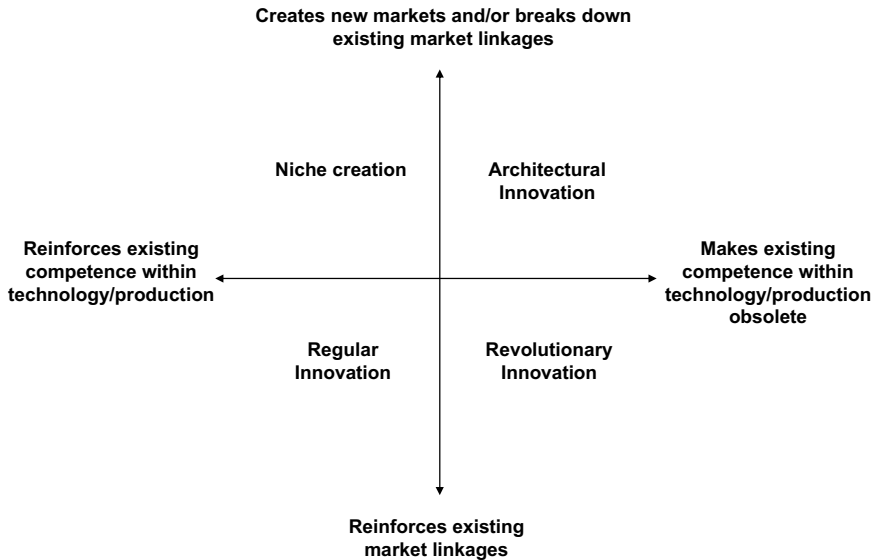 Creates new markets and/or breaks down
existing market linkages
Niche creation
Architectural
Innovation
Reinforces existing
competence within
technology/production
Makes existing
competence within
technology/production
obsolete
Regular
Innovation
Revolutionary
Innovation
Reinforces existing
market linkages